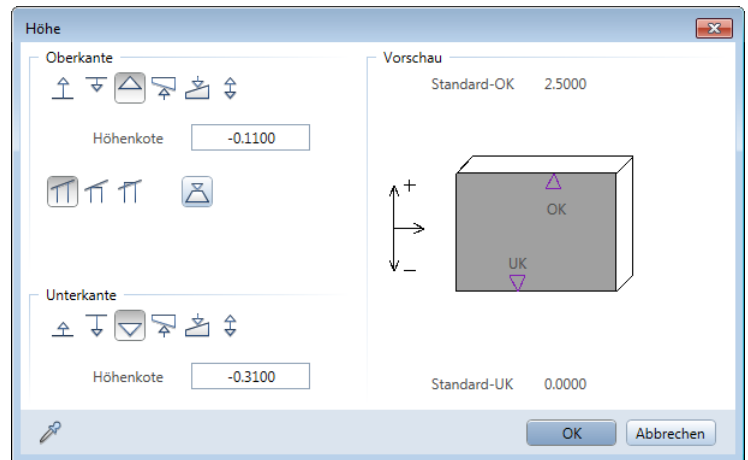 Höhe
Oberkante
Höhenkote -0.1100
Unterkante
Höhenkote -0.3100
Vorschau
Standard-OK 2.5000
+
OK
UK
–
Standard-UK 0.0000
OK Abbrechen